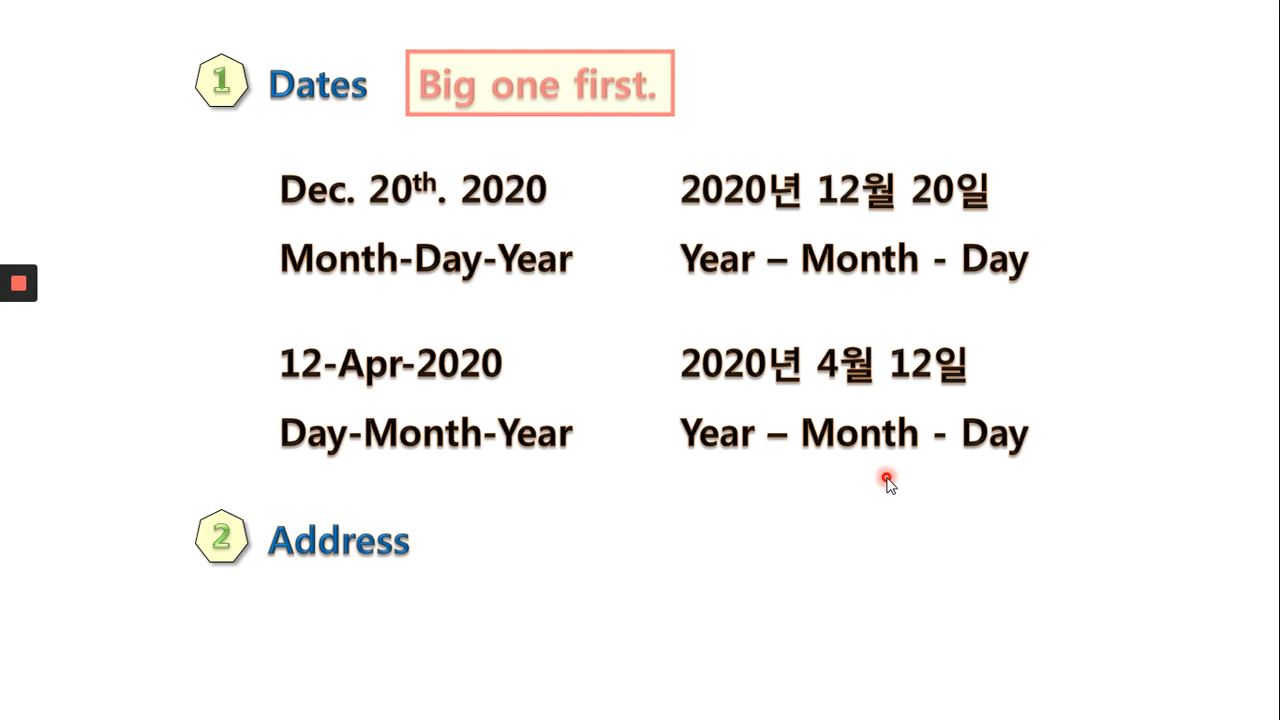 1 Dates Big one first.
Dec. 20th. 2020 2020년 12월 20일
Month-Day-Year Year – Month - Day
12-Apr-2020 2020년 4월 12일
Day-Month-Year Year – Month - Day
2 Address